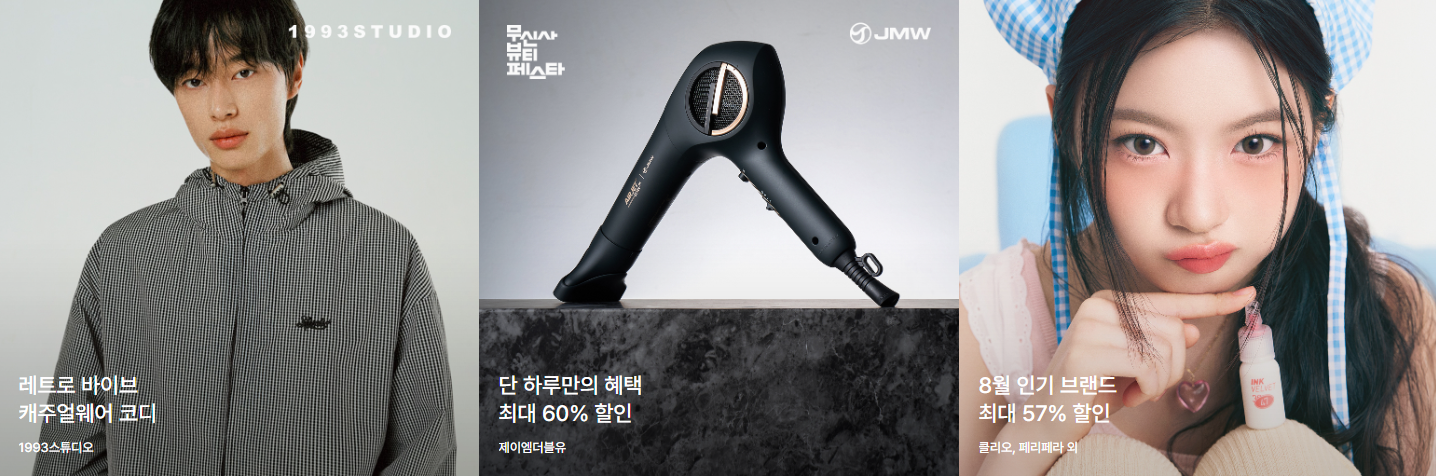 1993STUDIO
레트로 바이브
캐주얼웨어 코디
1993스튜디오
무신사
뷰티
페스타
JMW
단 하루만의 혜택
최대 60% 할인
제이엠더블유
INK
VELVET
8월 인기 브랜드
최대 57% 할인
클리오, 페리페라 외